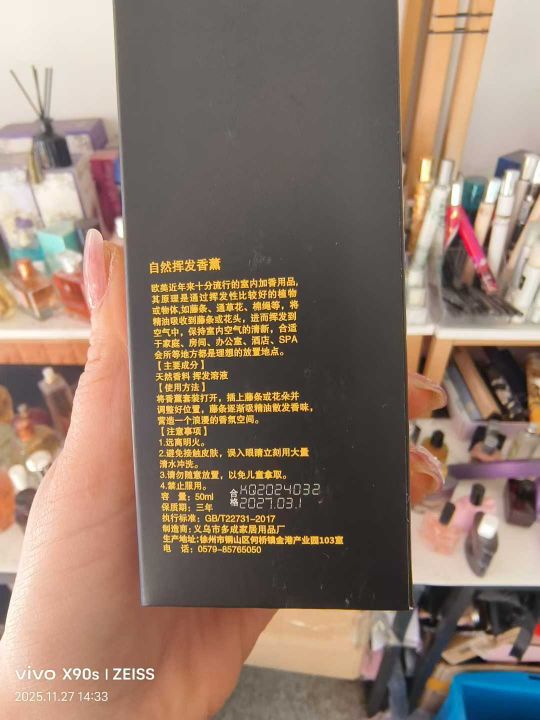 自然挥发香薰
欧美近年来十分流行的室内加香用品,
其原理是通过挥发性比较好的植物
或物体,如藤条、通草花、棉绳等, 将
精油吸收到藤条或花头, 进而挥发到
空气中, 保持室内空气的清新, 合适
于家庭、房间、办公室、酒店、SPA
会所等地方都是理想的放置地点。
【主要成分】
天然香料 挥发溶液
【使用方法】
将香薰套装打开, 插上藤条或花朵并
调整好位置, 藤条逐渐吸精油散发香味,
营造一个浪漫的香氛空间。
【注意事项】
1.远离明火。
2.避免接触皮肤, 误入眼睛立刻用大量
清水冲洗。
3.请勿随意放置, 以免儿童拿取。
4.禁止服用。
容 量: 50ml
保质期: 三年
合格
HQ2024032
2027.03.1
执行标准: GB/T22731-2017
制造商: 义乌市多成家居用品厂
生产地址:徐州市铜山区何桥镇金港产业园103室
电 话: 0579-85765050
vivo X90s | ZEISS
2025.11.27 14:33